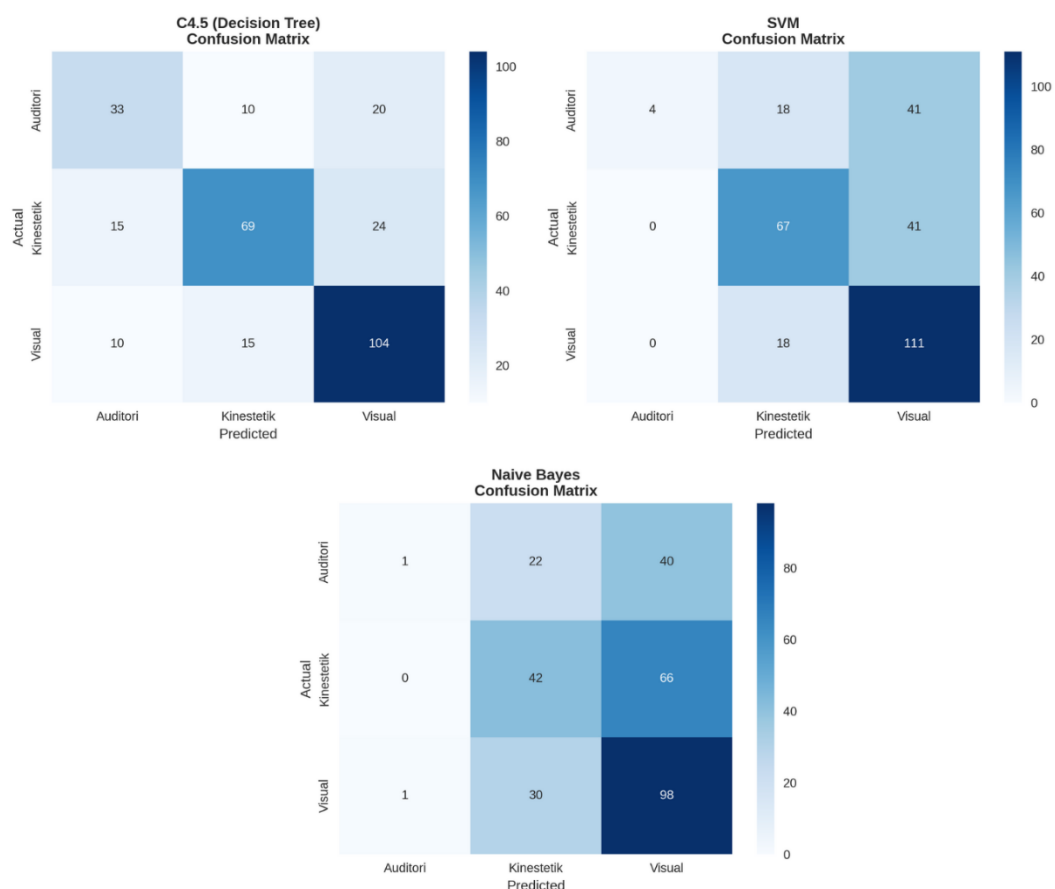 C4.5 (Decision Tree)
Confusion Matrix
Actual
Auditori
33 10 20
Kinestetik
15 69 24
Visual
10 15 104
Auditori Kinestetik Visual
Predicted
100
80
60
40
20
SVM
Confusion Matrix
Actual
Auditori
4 18 41
Kinestetik
0 67 41
Visual
0 18 111
Auditori Kinestetik Visual
Predicted
100
80
60
40
20
0
Naive Bayes
Confusion Matrix
Actual
Auditori
1 22 40
Kinestetik
0 42 66
Visual
1 30 98
Auditori Kinestetik Visual
Predicted
80
60
40
20
0